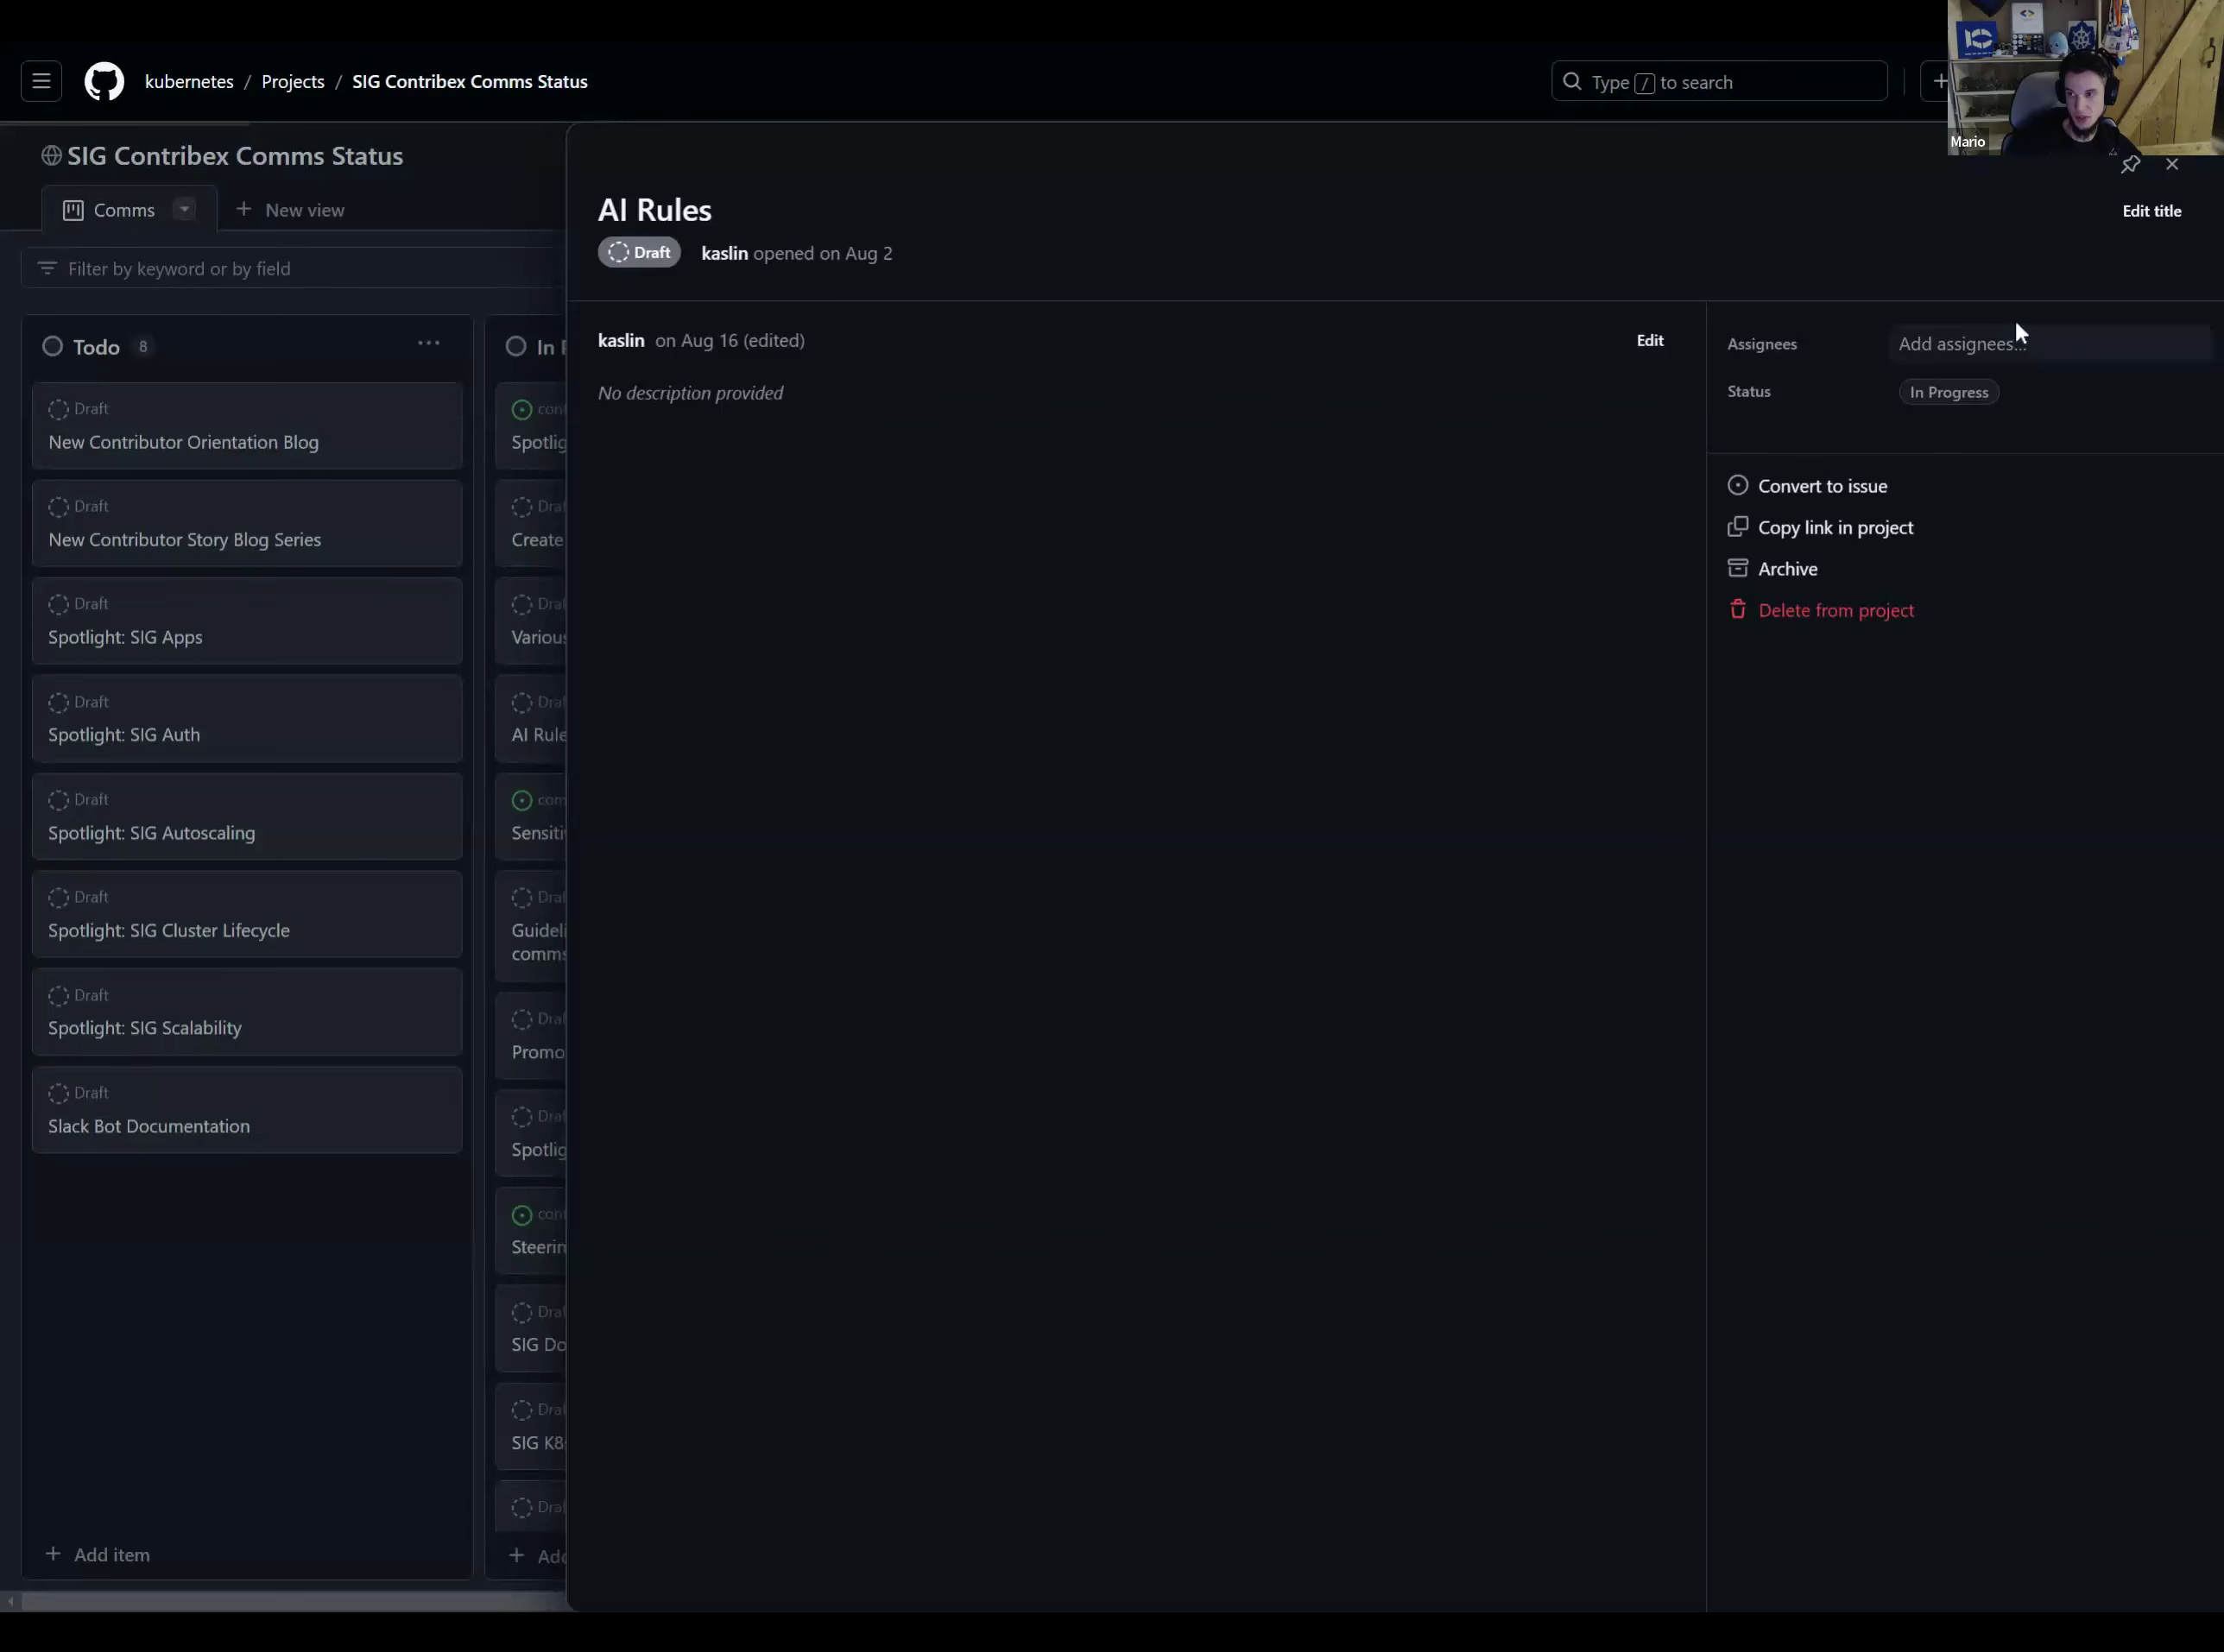 kubernetes / Projects / SIG Contribex Comms Status
Type / to search
Mario
SIG Contribex Comms Status
Comms
New view
Filter by keyword or by field
Todo 8
Draft
New Contributor Orientation Blog
Draft
New Contributor Story Blog Series
Draft
Spotlight: SIG Apps
Draft
Spotlight: SIG Auth
Draft
Spotlight: SIG Autoscaling
Draft
Spotlight: SIG Cluster Lifecycle
Draft
Spotlight: SIG Scalability
Draft
Slack Bot Documentation
Add item
In
Create
AI
SIG
SIG
AI Rules
Edit title
Draft
kaslin opened on Aug 2
kaslin on Aug 16 (edited)
Edit
No description provided
Assignees
Add assignees...
Status
In Progress
Convert to issue
Copy link in project
Archive
Delete from project